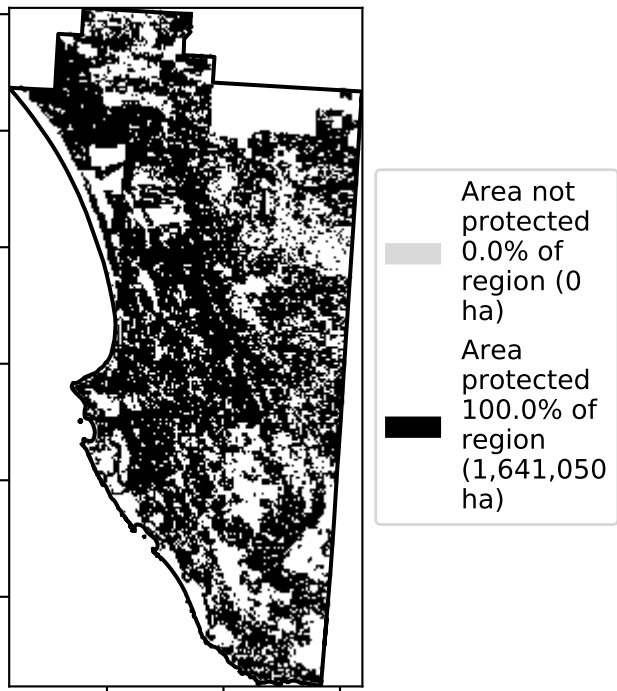 Area not
protected
0.0% of
region (0
ha)
Area
protected
100.0% of
region
(1,641,050
ha)